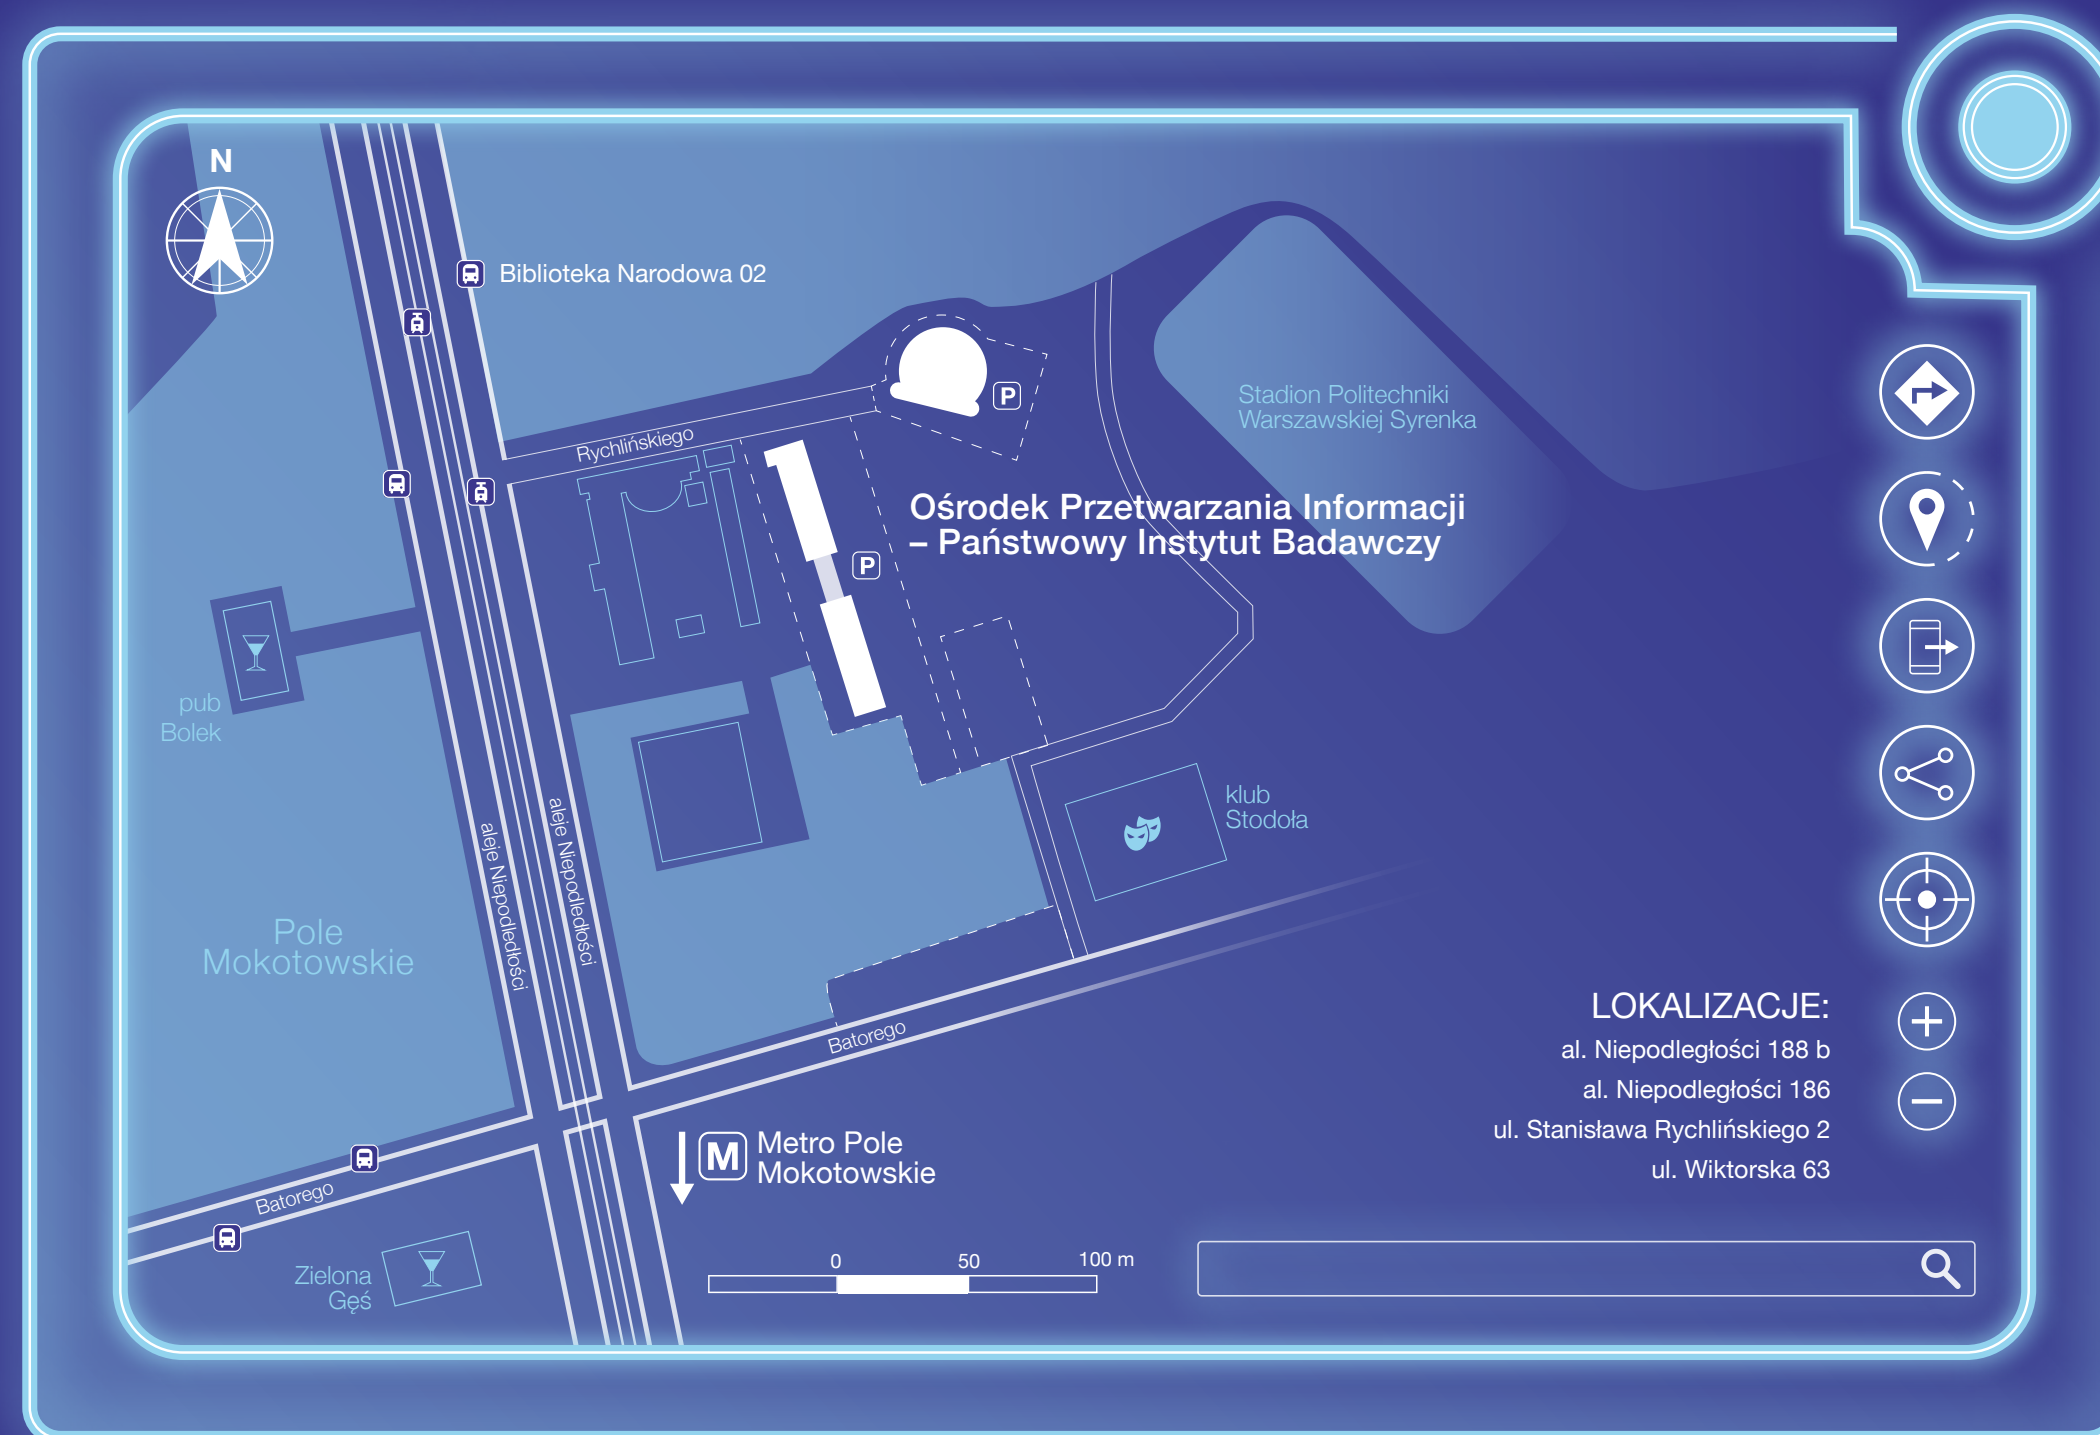 N
Biblioteka Narodowa 02
P
Stadion Politechniki
Warszawskiej Syrenka
Rychlińskiego
Ośrodek Przetwarzania Informacji
– Państwowy Instytut Badawczy
P
pub
Bolek
klub
Stodoła
aleje Niepodledłości
aleje Niepodledłości
Pole
Mokotowskie
Batorego
LOKALIZACJE:
al. Niepodległości 188 b
al. Niepodległości 186
ul. Stanisława Rychlińskiego 2
ul. Wiktorska 63
M
Metro Pole
Mokotowskie
Batorego
Zielona
Gęś
0 50 100 m